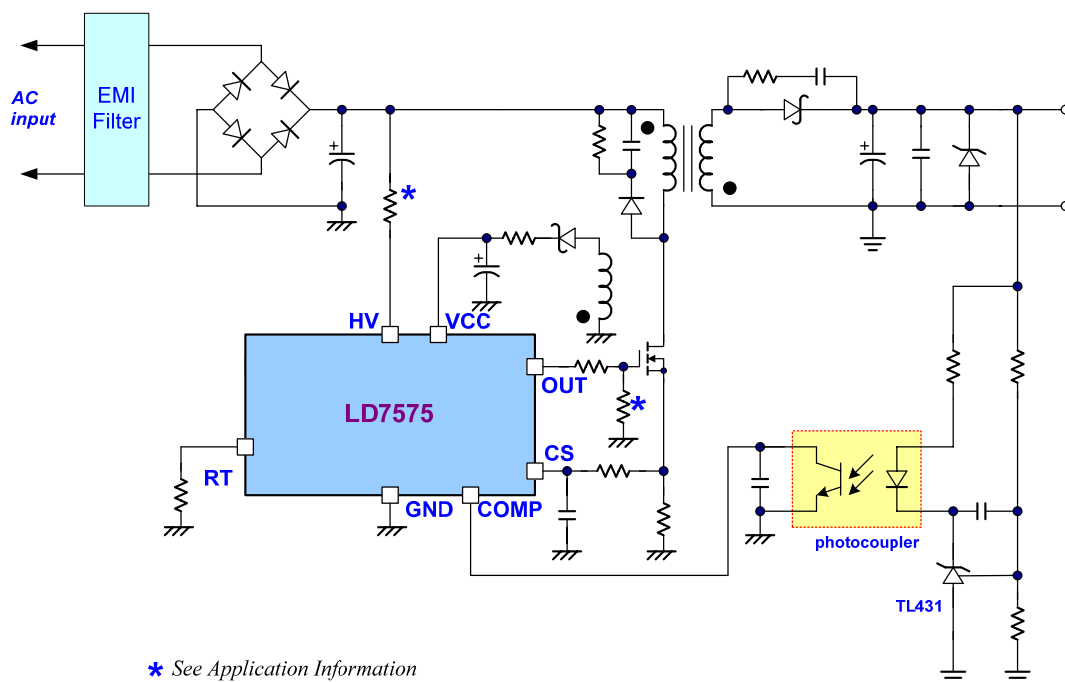 AC
input
EMI
Filter
+
*
+
+
HV
VCC
OUT
LD7575
*
CS
RT
GND
COMP
photocoupler
TL431
* See Application Information